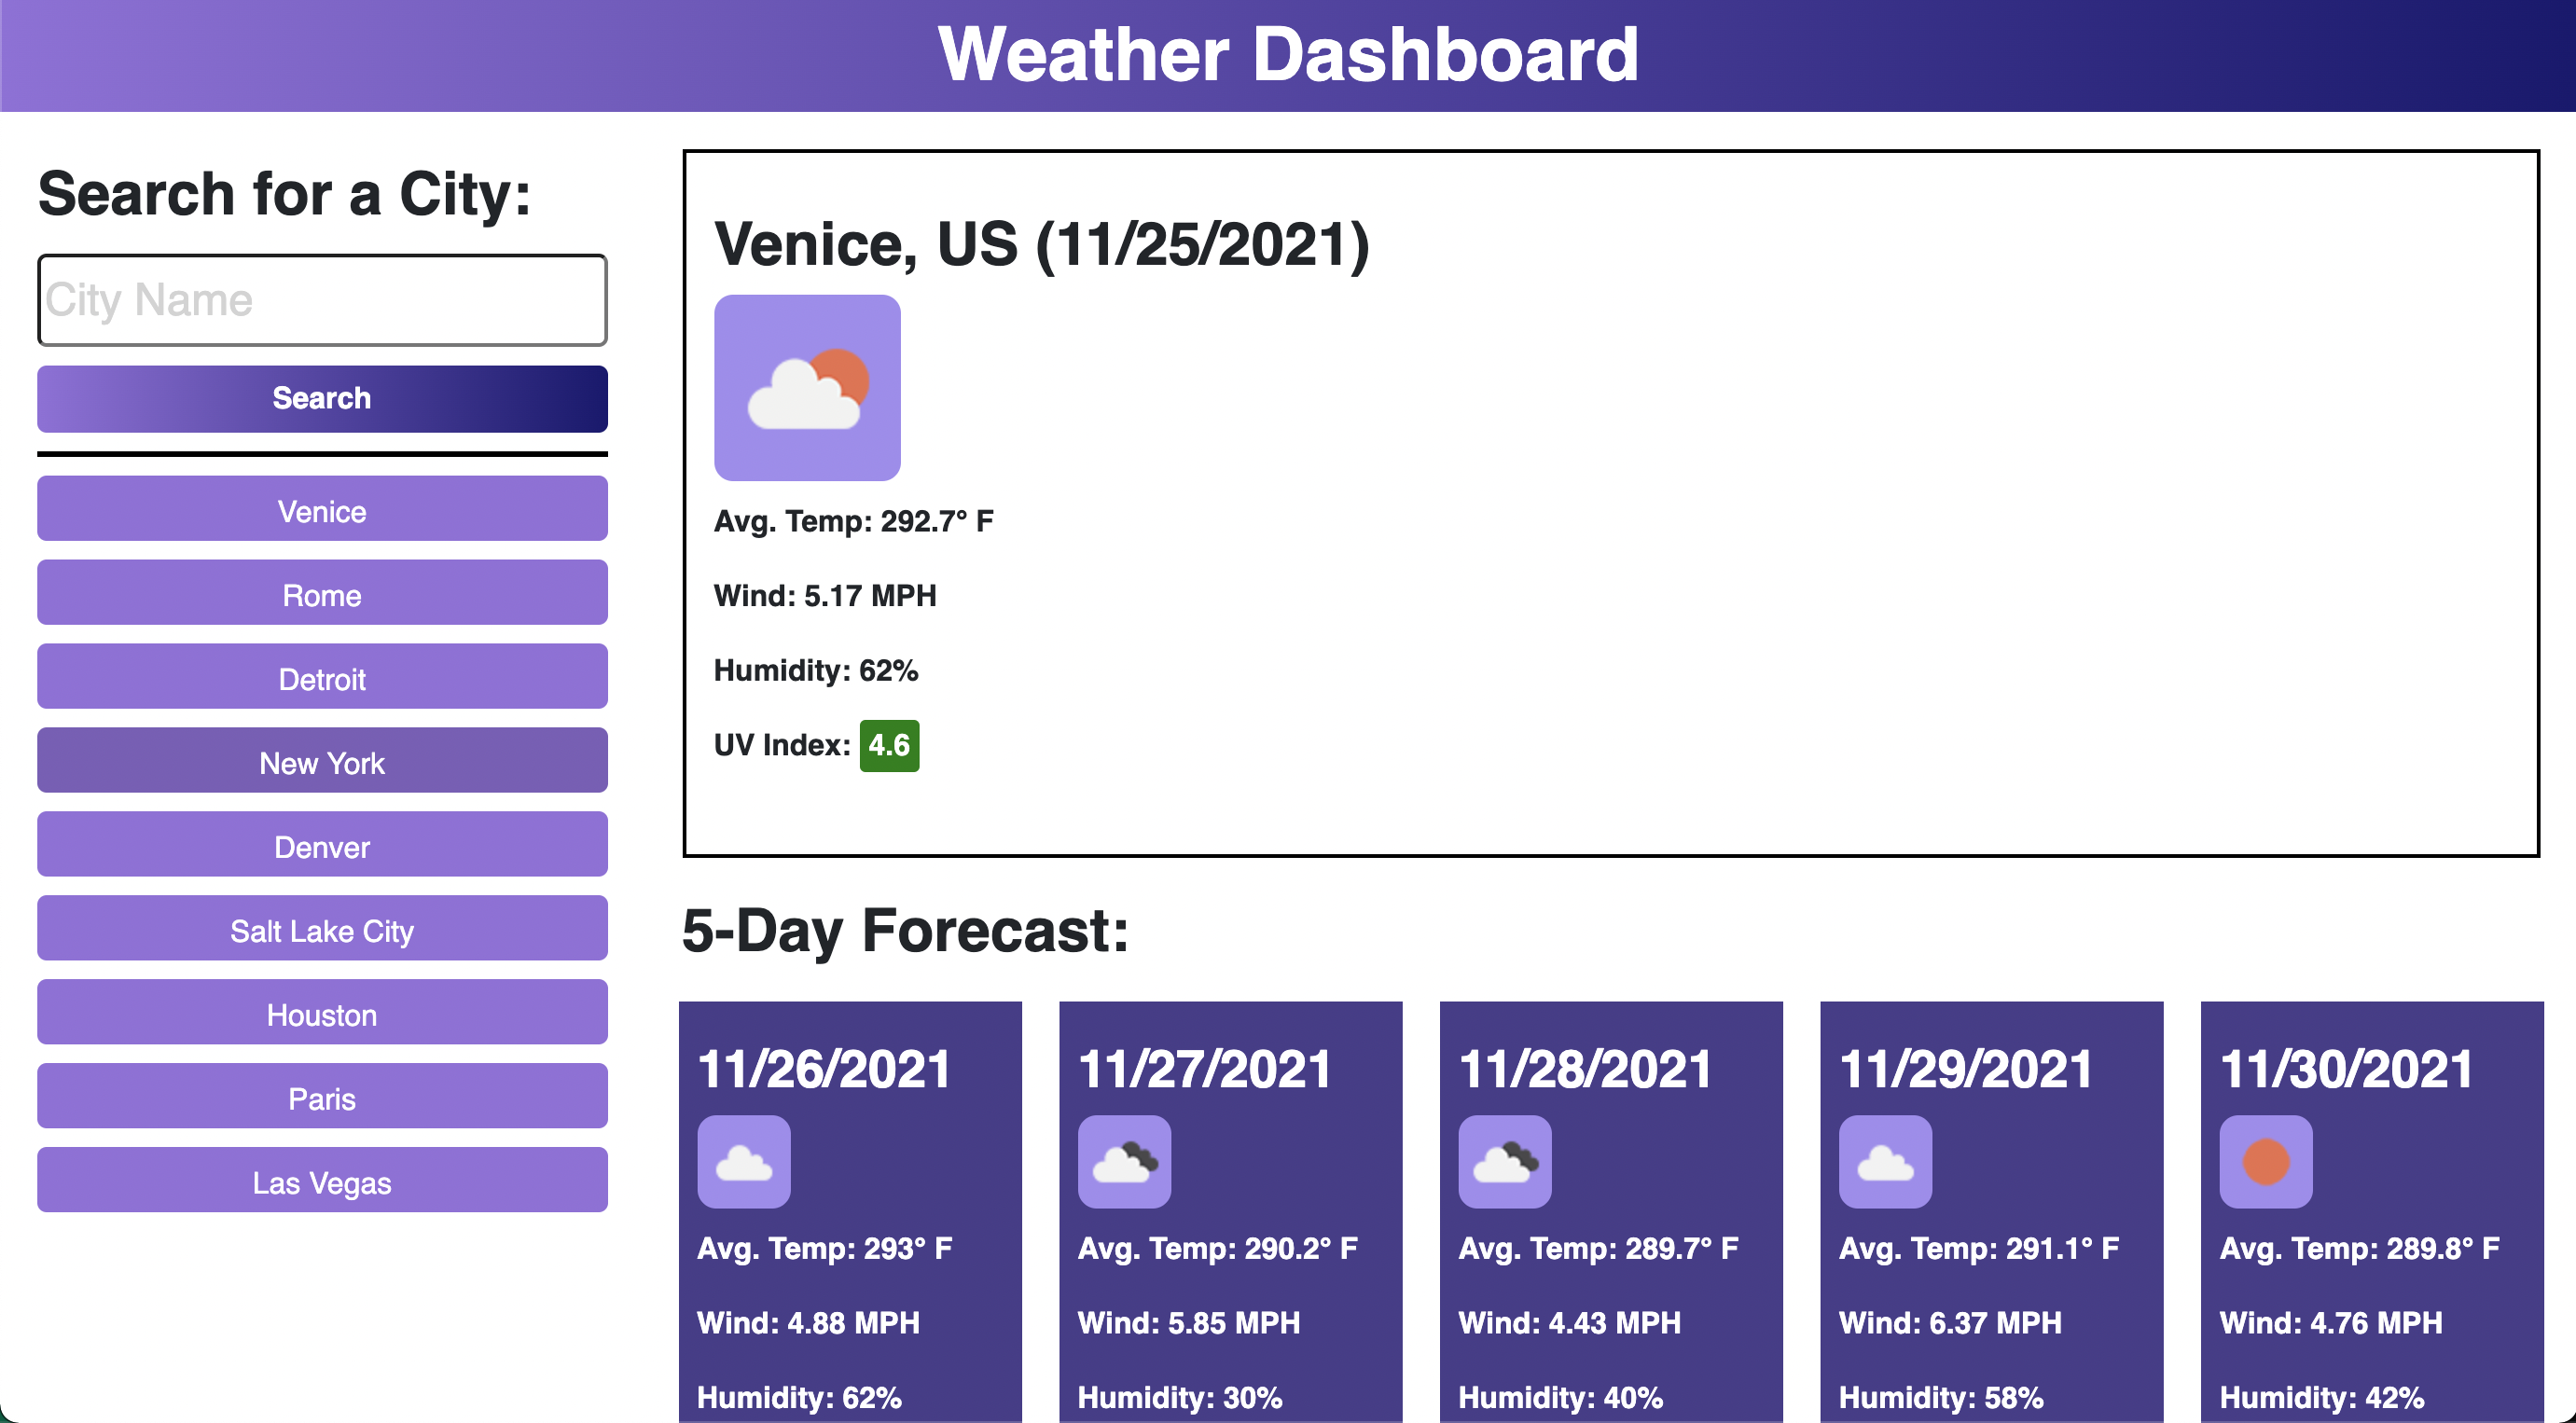 Weather Dashboard
Search for a City:
City Name
Search
Venice
Rome
Detroit
New York
Denver
Salt Lake City
Houston
Paris
Las Vegas
Venice, US (11/25/2021)
Avg. Temp: 292.7° F
Wind: 5.17 MPH
Humidity: 62%
UV Index: 4.6
5-Day Forecast:
11/26/2021
Avg. Temp: 293° F
Wind: 4.88 MPH
Humidity: 62%
11/27/2021
Avg. Temp: 290.2° F
Wind: 5.85 MPH
Humidity: 30%
11/28/2021
Avg. Temp: 289.7° F
Wind: 4.43 MPH
Humidity: 40%
11/29/2021
Avg. Temp: 291.1° F
Wind: 6.37 MPH
Humidity: 58%
11/30/2021
Avg. Temp: 289.8° F
Wind: 4.76 MPH
Humidity: 42%